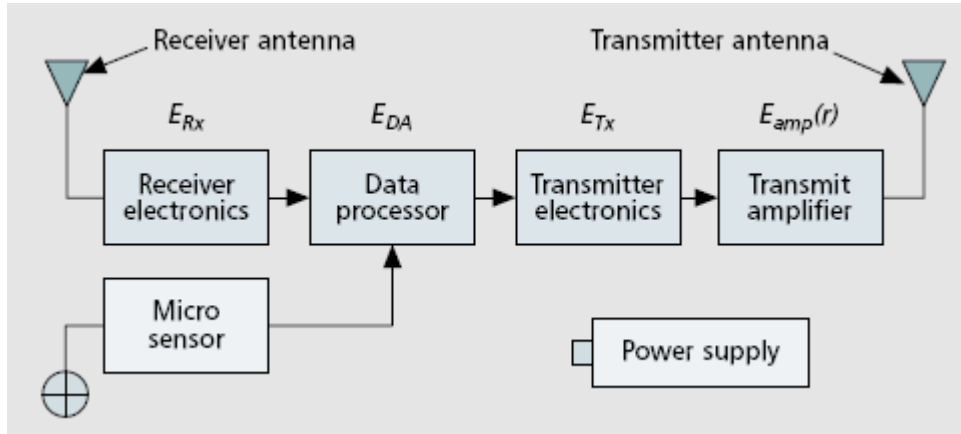 Receiver antenna
Transmitter antenna
E_Rx
E_DA
E_Tx
E_amp(r)
Receiver
electronics
Data
processor
Transmitter
electronics
Transmit
amplifier
Micro
sensor
Power supply